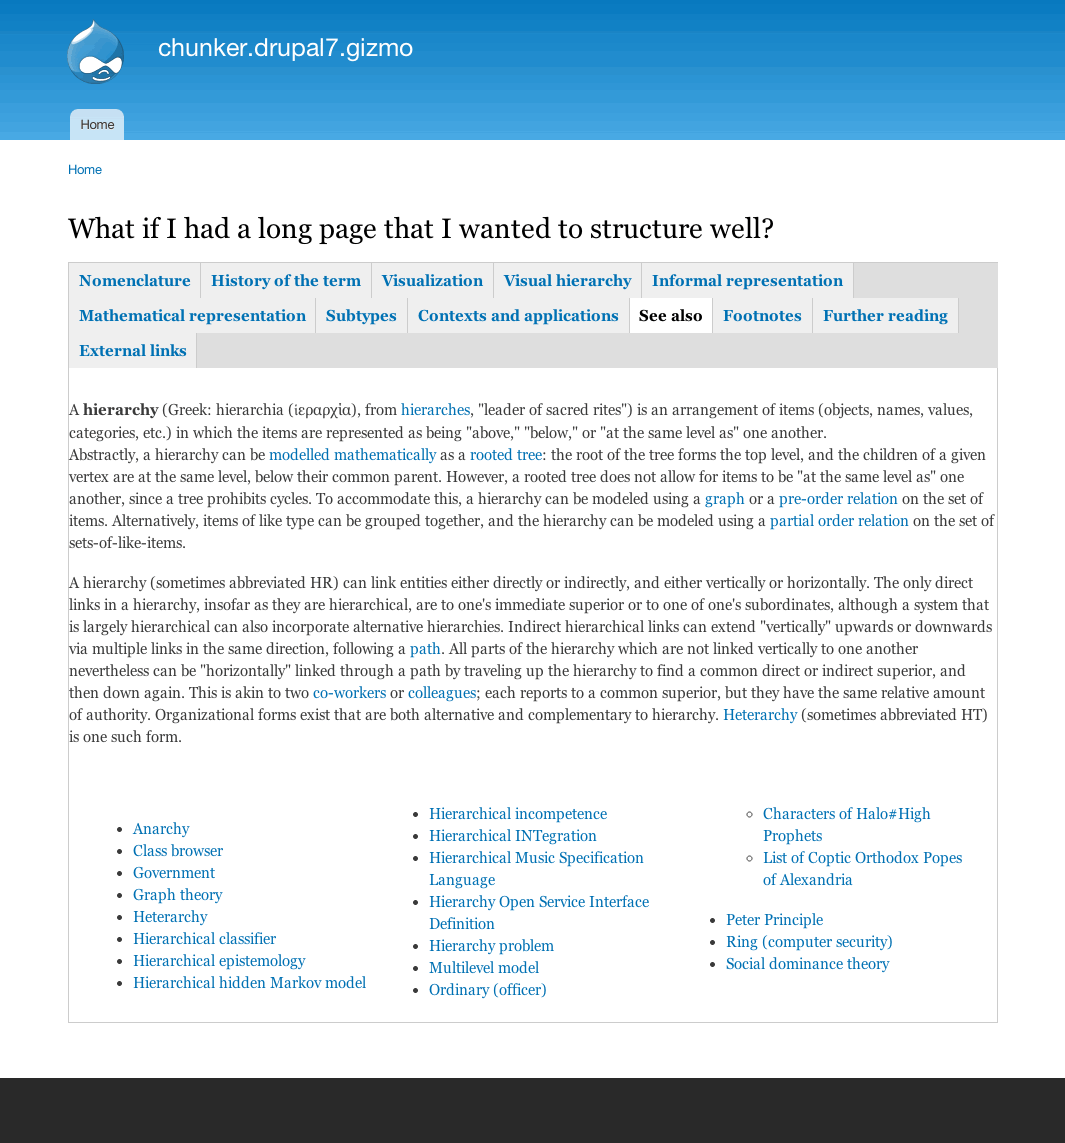 chunker.drupal7.gizmo
Home
Home
What if I had a long page that I wanted to structure well?
Nomenclature History of the term Visualization Visual hierarchy Informal representation
Mathematical representation Subtypes Contexts and applications See also Footnotes Further reading
External links
A hierarchy (Greek: hierarchia (ἱεραρχία), from hierarches, "leader of sacred rites") is an arrangement of items (objects, names, values,
categories, etc.) in which the items are represented as being "above," "below," or "at the same level as" one another.
Abstractly, a hierarchy can be modelled mathematically as a rooted tree: the root of the tree forms the top level, and the children of a given
vertex are at the same level, below their common parent. However, a rooted tree does not allow for items to be "at the same level as" one
another, since a tree prohibits cycles. To accommodate this, a hierarchy can be modeled using a graph or a pre-order relation on the set of
items. Alternatively, items of like type can be grouped together, and the hierarchy can be modeled using a partial order relation on the set of
sets-of-like-items.
A hierarchy (sometimes abbreviated HR) can link entities either directly or indirectly, and either vertically or horizontally. The only direct
links in a hierarchy, insofar as they are hierarchical, are to one's immediate superior or to one of one's subordinates, although a system that
is largely hierarchical can also incorporate alternative hierarchies. Indirect hierarchical links can extend "vertically" upwards or downwards
via multiple links in the same direction, following a path. All parts of the hierarchy which are not linked vertically to one another
nevertheless can be "horizontally" linked through a path by traveling up the hierarchy to find a common direct or indirect superior, and
then down again. This is akin to two co-workers or colleagues; each reports to a common superior, but they have the same relative amount
of authority. Organizational forms exist that are both alternative and complementary to hierarchy. Heterarchy (sometimes abbreviated HT)
is one such form.
Anarchy
Class browser
Government
Graph theory
Heterarchy
Hierarchical classifier
Hierarchical epistemology
Hierarchical hidden Markov model
Hierarchical incompetence
Hierarchical INTegration
Hierarchical Music Specification
Language
Hierarchy Open Service Interface
Definition
Hierarchy problem
Multilevel model
Ordinary (officer)
Characters of Halo#High
Prophets
List of Coptic Orthodox Popes
of Alexandria
Peter Principle
Ring (computer security)
Social dominance theory